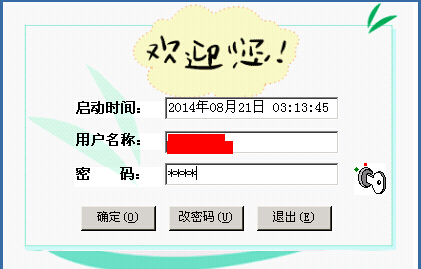 欢迎您!
启动时间: 2014年08月21日 03:13:45
用户名称:
密 码: ****
确定(O) 改密码(U) 退出(E)